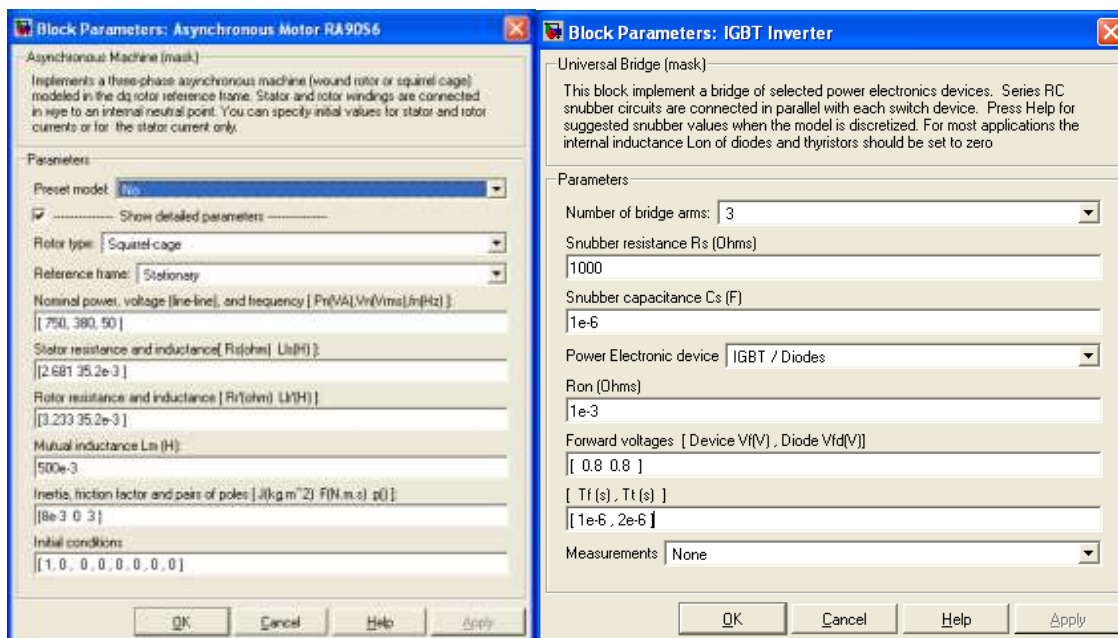 Block Parameters: Asynchronous Motor RA90S6
Asynchronous Machine (mask)
Implements a three-phase asynchronous machine (wound rotor or squirrel cage)
modeled in the dq rotor reference frame. Stator and rotor windings are connected
in wye to an internal neutral point. You can specify initial values for stator and rotor
currents or for the stator current only.
Parameters
Preset model: No
-------------- Show detailed parameters --------------
Rotor type: Squirrel-cage
Reference frame: Stationary
Nominal power, voltage (line-line), and frequency [ Pn(VA),Vn(Vrms),fn(Hz) ]:
[ 750, 380, 50 ]
Stator resistance and inductance[ Rs(ohm) Lls(H) ]:
[2.681 35.2e-3 ]
Rotor resistance and inductance [ Rr'(ohm) Llr'(H) ]:
[3.233 35.2e-3 ]
Mutual inductance Lm (H):
500e-3
Inertia, friction factor and pairs of poles [ J(kg.m^2) F(N.m.s) p() ]:
[8e-3 0 3]
Initial conditions
[ 1, 0 , 0, 0, 0, 0, 0, 0 ]
OK Cancel Help Apply
Block Parameters: IGBT Inverter
Universal Bridge (mask)
This block implement a bridge of selected power electronics devices. Series RC
snubber circuits are connected in parallel with each switch device. Press Help for
suggested snubber values when the model is discretized. For most applications the
internal inductance Lon of diodes and thyristors should be set to zero
Parameters
Number of bridge arms: 3
Snubber resistance Rs (Ohms)
1000
Snubber capacitance Cs (F)
1e-6
Power Electronic device IGBT / Diodes
Ron (Ohms)
1e-3
Forward voltages [ Device Vf(V) , Diode Vfd(V)]
[ 0.8 0.8 ]
[ Tf (s) , Tt (s) ]
[ 1e-6 , 2e-6 ]
Measurements None
OK Cancel Help Apply